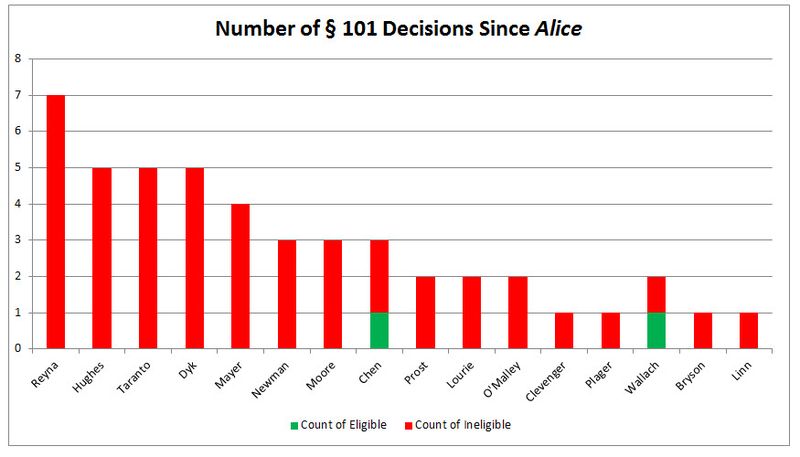 Number of § 101 Decisions Since Alice
8
7
6
5
4
3
2
1
0
Reyna
Hughes
Taranto
Dyk
Mayer
Newman
Moore
Chen
Prost
Lourie
O'Malley
Clevenger
Plager
Wallach
Bryson
Linn
Count of Eligible
Count of Ineligible